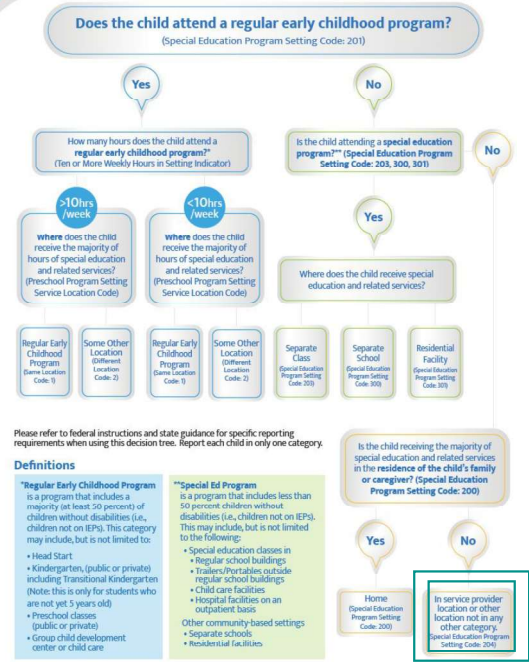 Does the child attend a regular early childhood program?
(Special Education Program Setting Code: 201)
Yes
No
How many hours does the child attend a
regular early childhood program?*
(Ten or More Weekly Hours in Setting Indicator)
Is the child attending a special education
program?** (Special Education Program
Setting Code: 203, 300, 301)
No
>10hrs
/week
<10hrs
/week
Yes
Where does the child
receive the majority of
hours of special education
and related services?
(Preschool Program Setting
Service Location Code)
Where does the child
receive the majority of
hours of special education
and related services?
(Preschool Program Setting
Service Location Code)
Where does the child receive special
education and related services?
Regular Early
Childhood
Program
(Same Location
Code: 1)
Some Other
Location
(Different
Location
Code: 2)
Regular Early
Childhood
Program
(Same Location
Code: 1)
Some Other
Location
(Different
Location
Code: 2)
Separate
Class
(Special Education
Program Setting
Code: 203)
Separate
School
(Special Education
Program Setting
Code: 300)
Residential
Facility
(Special Education
Program Setting
Code: 301)
Please refer to federal instructions and state guidance for specific reporting
requirements when using this decision tree. Report each child in only one category.
Is the child receiving the majority of
special education and related services
in the residence of the child's family
or caregiver? (Special Education
Program Setting Code: 200)
Definitions
*Regular Early Childhood Program
is a program that includes a
majority (at least 50 percent) of
children without disabilities (i.e.,
children not on IEPs). This category
may include, but is not limited to:
• Head Start
• Kindergarten, (public or private)
including Transitional Kindergarten
(Note: this is only for students who
are not yet 5 years old)
• Preschool classes
(public or private)
• Group child development
center or child care
**Special Ed Program
is a program that includes less than
50 percent children without
disabilities (i.e., children not on IEPs).
This may include, but is not limited
to the following:
• Special education classes in
• Regular school buildings
• Trailers/Portables outside
regular school buildings
• Child care facilities
• Hospital facilities on an
outpatient basis
Other community-based settings
• Separate schools
• Residential facilities
Yes
No
Home
(Special Education
Program Setting
Code: 200)
In service provider
location or other
location not in any
other category.
(Special Education Program
Setting Code: 204)